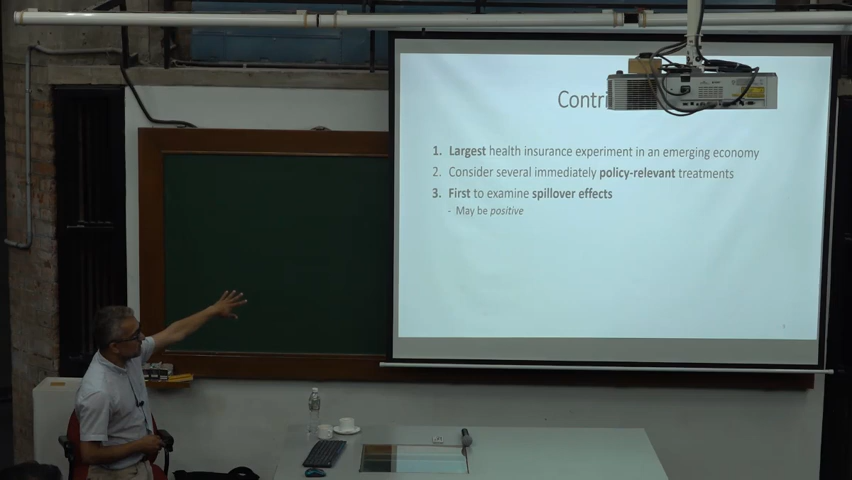 Contri
1. Largest health insurance experiment in an emerging economy
2. Consider several immediately policy-relevant treatments
3. First to examine spillover effects
- May be positive